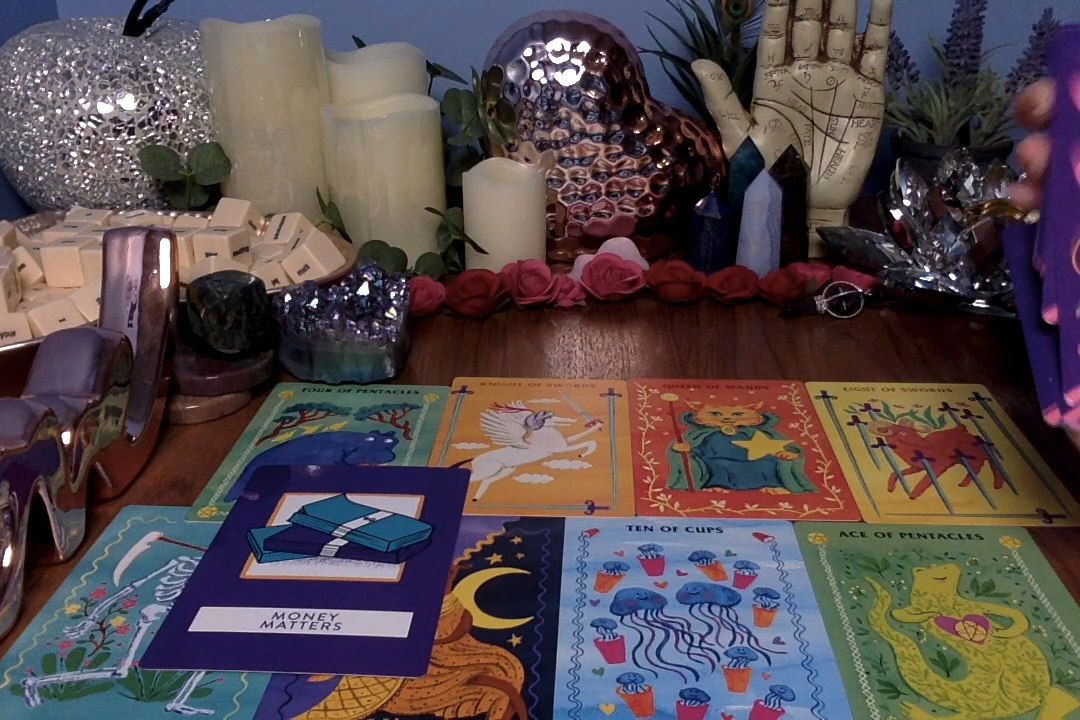 FOUR OF PENTACLES
KNIGHT OF SWORDS
QUEEN OF WANDS
EIGHT OF SWORDS
MONEY
MATTERS
TEN OF CUPS
ACE OF PENTACLES